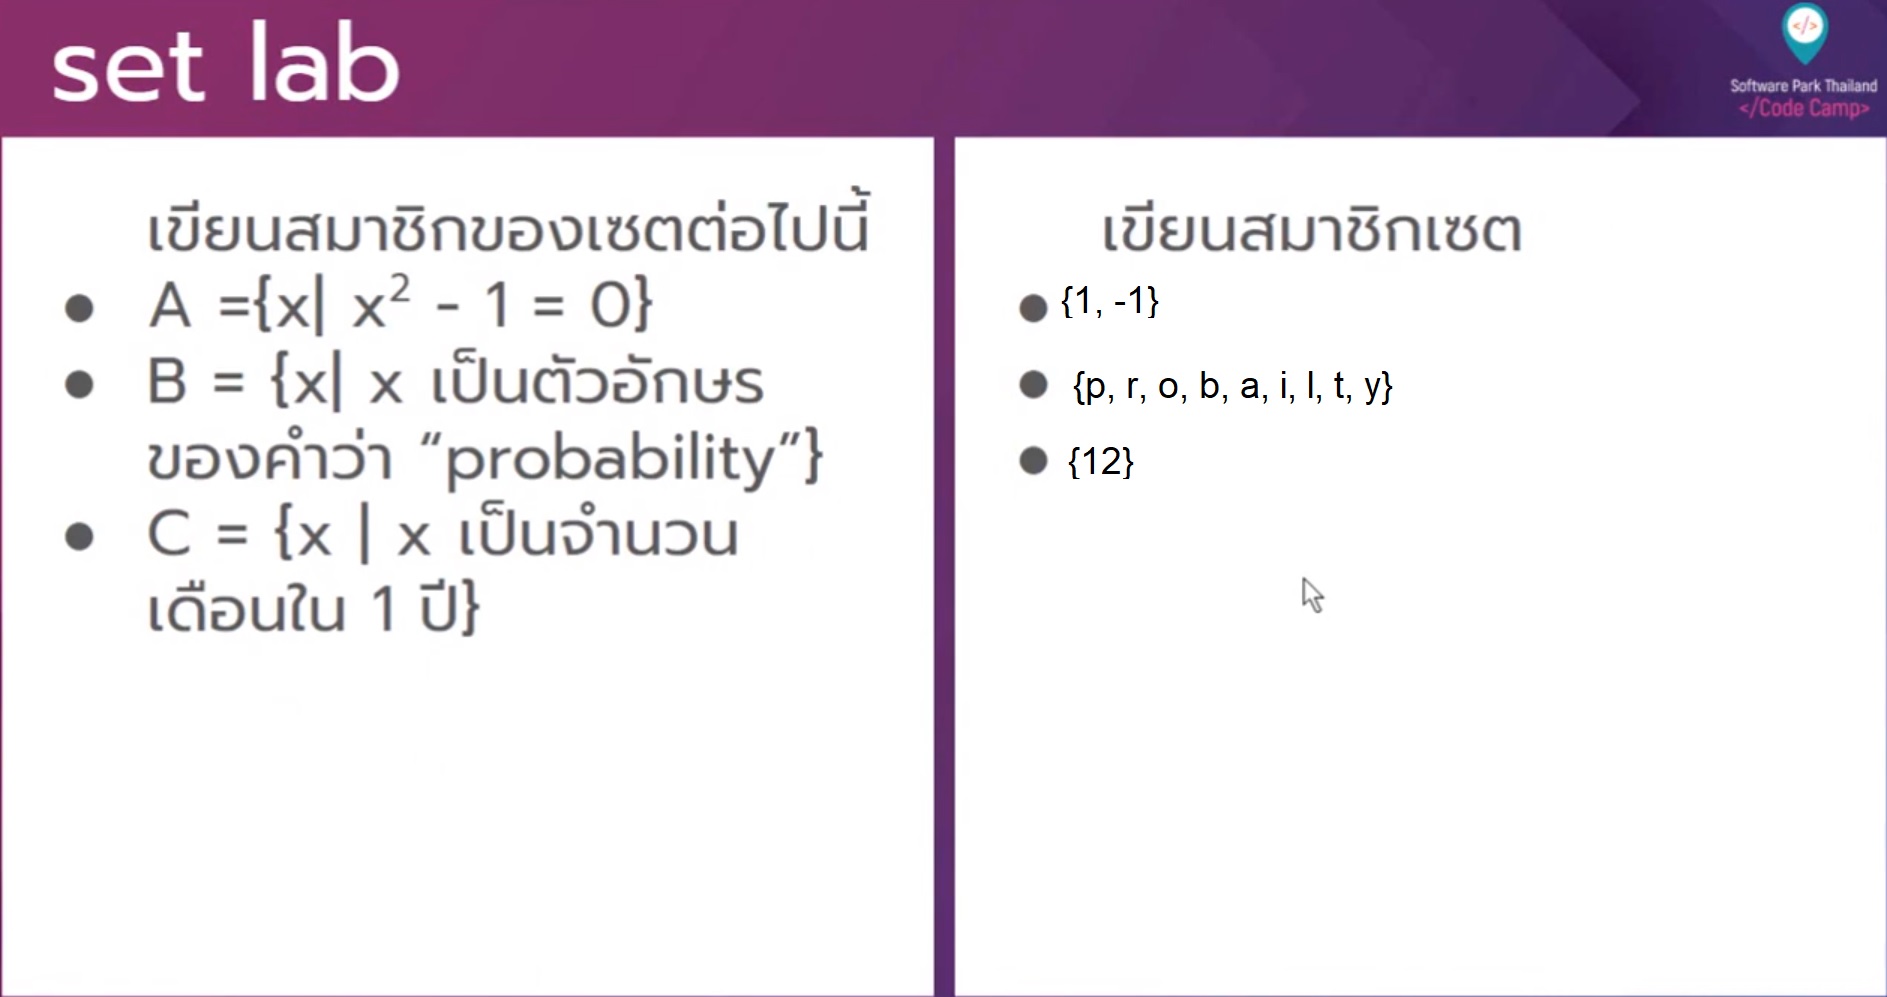 set lab
</>
Software Park Thailand
</Code Camp>
เขียนสมาชิกของเซตต่อไปนี้
● A ={x| x² - 1 = 0}
● B = {x| x เป็นตัวอักษร
ของคำว่า “probability”}
● C = {x | x เป็นจำนวน
เดือนใน 1 ปี}
เขียนสมาชิกเซต
● {1, -1}
● {p, r, o, b, a, i, l, t, y}
● {12}